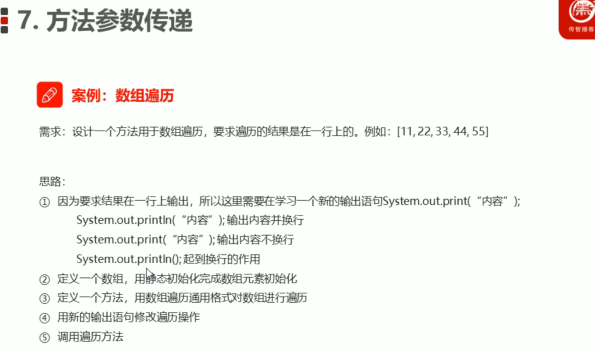 7. 方法参数传递
传智播客
案例：数组遍历
需求：设计一个方法用于数组遍历，要求遍历的结果是在一行上的。例如：[11, 22, 33, 44, 55]
思路：
① 因为要求结果在一行上输出，所以这里需要在学习一个新的输出语句System.out.print(“内容”);
System.out.println(“内容”); 输出内容并换行
System.out.print(“内容”); 输出内容不换行
System.out.println(); 起到换行的作用
② 定义一个数组，用静态初始化完成数组元素初始化
③ 定义一个方法，用数组遍历通用格式对数组进行遍历
④ 用新的输出语句修改遍历操作
⑤ 调用遍历方法